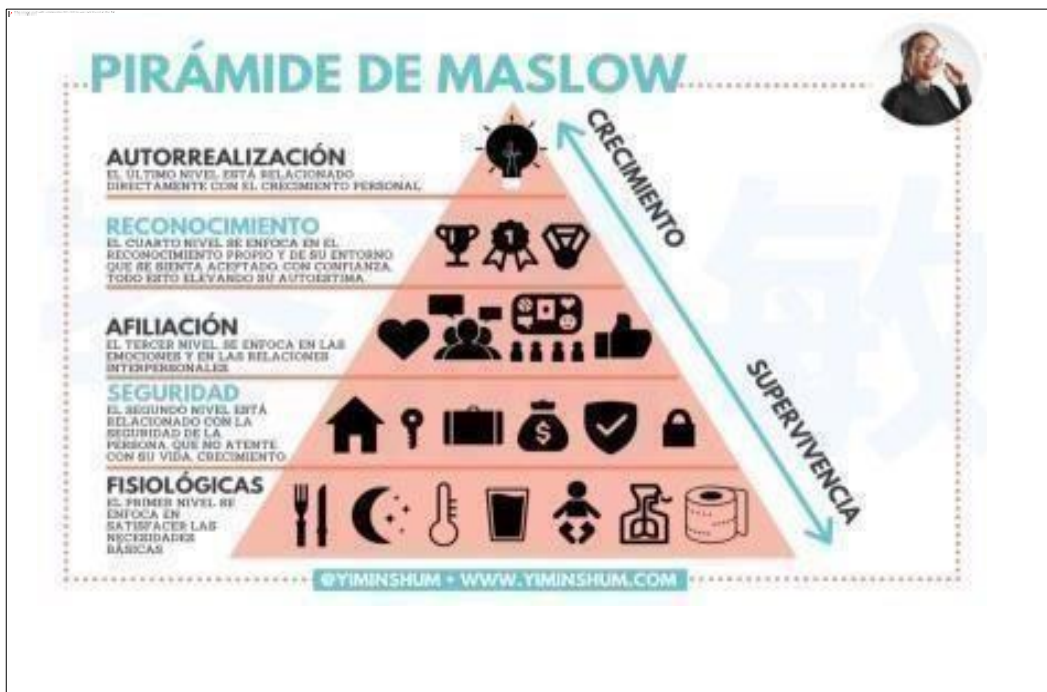 PIRÁMIDE DE MASLOW
AUTORREALIZACIÓN
EL ÚLTIMO NIVEL ESTÁ RELACIONADO
DIRECTAMENTE CON EL CRECIMIENTO PERSONAL
RECONOCIMIENTO
EL CUARTO NIVEL SE ENFOCA EN EL
RECONOCIMIENTO PROPIO Y DE SU ENTORNO
QUE SE SIENTA ACEPTADO, CON CONFIANZA,
TODO ESTO ELEVANDO SU AUTOESTIMA
AFILIACIÓN
EL TERCER NIVEL SE ENFOCA EN LAS
EMOCIONES Y EN LAS RELACIONES
INTERPERSONALES
SEGURIDAD
EL SEGUNDO NIVEL ESTÁ
RELACIONADO CON LA
SEGURIDAD DE LA
PERSONA, QUE NO ATENTE
CON SU VIDA, CRECIMIENTO
FISIOLÓGICAS
EL PRIMER NIVEL SE
ENFOCA EN
SATISFACER LAS
NECESIDADES
BÁSICAS
CRECIMIENTO
SUPERVIVENCIA
1
1
$
@YIMINSHUM • WWW.YIMINSHUM.COM